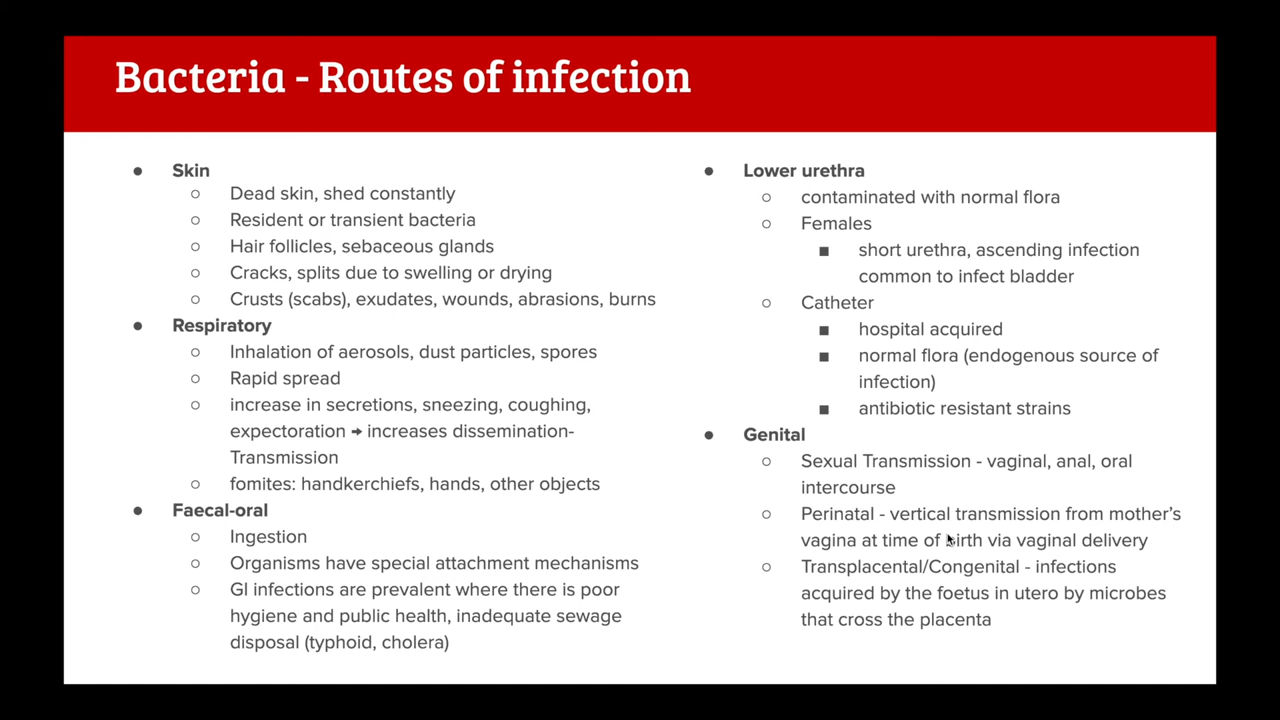 Bacteria - Routes of infection
● Skin
○ Dead skin, shed constantly
○ Resident or transient bacteria
○ Hair follicles, sebaceous glands
○ Cracks, splits due to swelling or drying
○ Crusts (scabs), exudates, wounds, abrasions, burns
● Respiratory
○ Inhalation of aerosols, dust particles, spores
○ Rapid spread
○ increase in secretions, sneezing, coughing,
expectoration → increases dissemination-
Transmission
○ fomites: handkerchiefs, hands, other objects
● Faecal-oral
○ Ingestion
○ Organisms have special attachment mechanisms
○ GI infections are prevalent where there is poor
hygiene and public health, inadequate sewage
disposal (typhoid, cholera)
● Lower urethra
○ contaminated with normal flora
○ Females
■ short urethra, ascending infection
common to infect bladder
○ Catheter
■ hospital acquired
■ normal flora (endogenous source of
infection)
■ antibiotic resistant strains
● Genital
○ Sexual Transmission - vaginal, anal, oral
intercourse
○ Perinatal - vertical transmission from mother's
vagina at time of birth via vaginal delivery
○ Transplacental/Congenital - infections
acquired by the foetus in utero by microbes
that cross the placenta